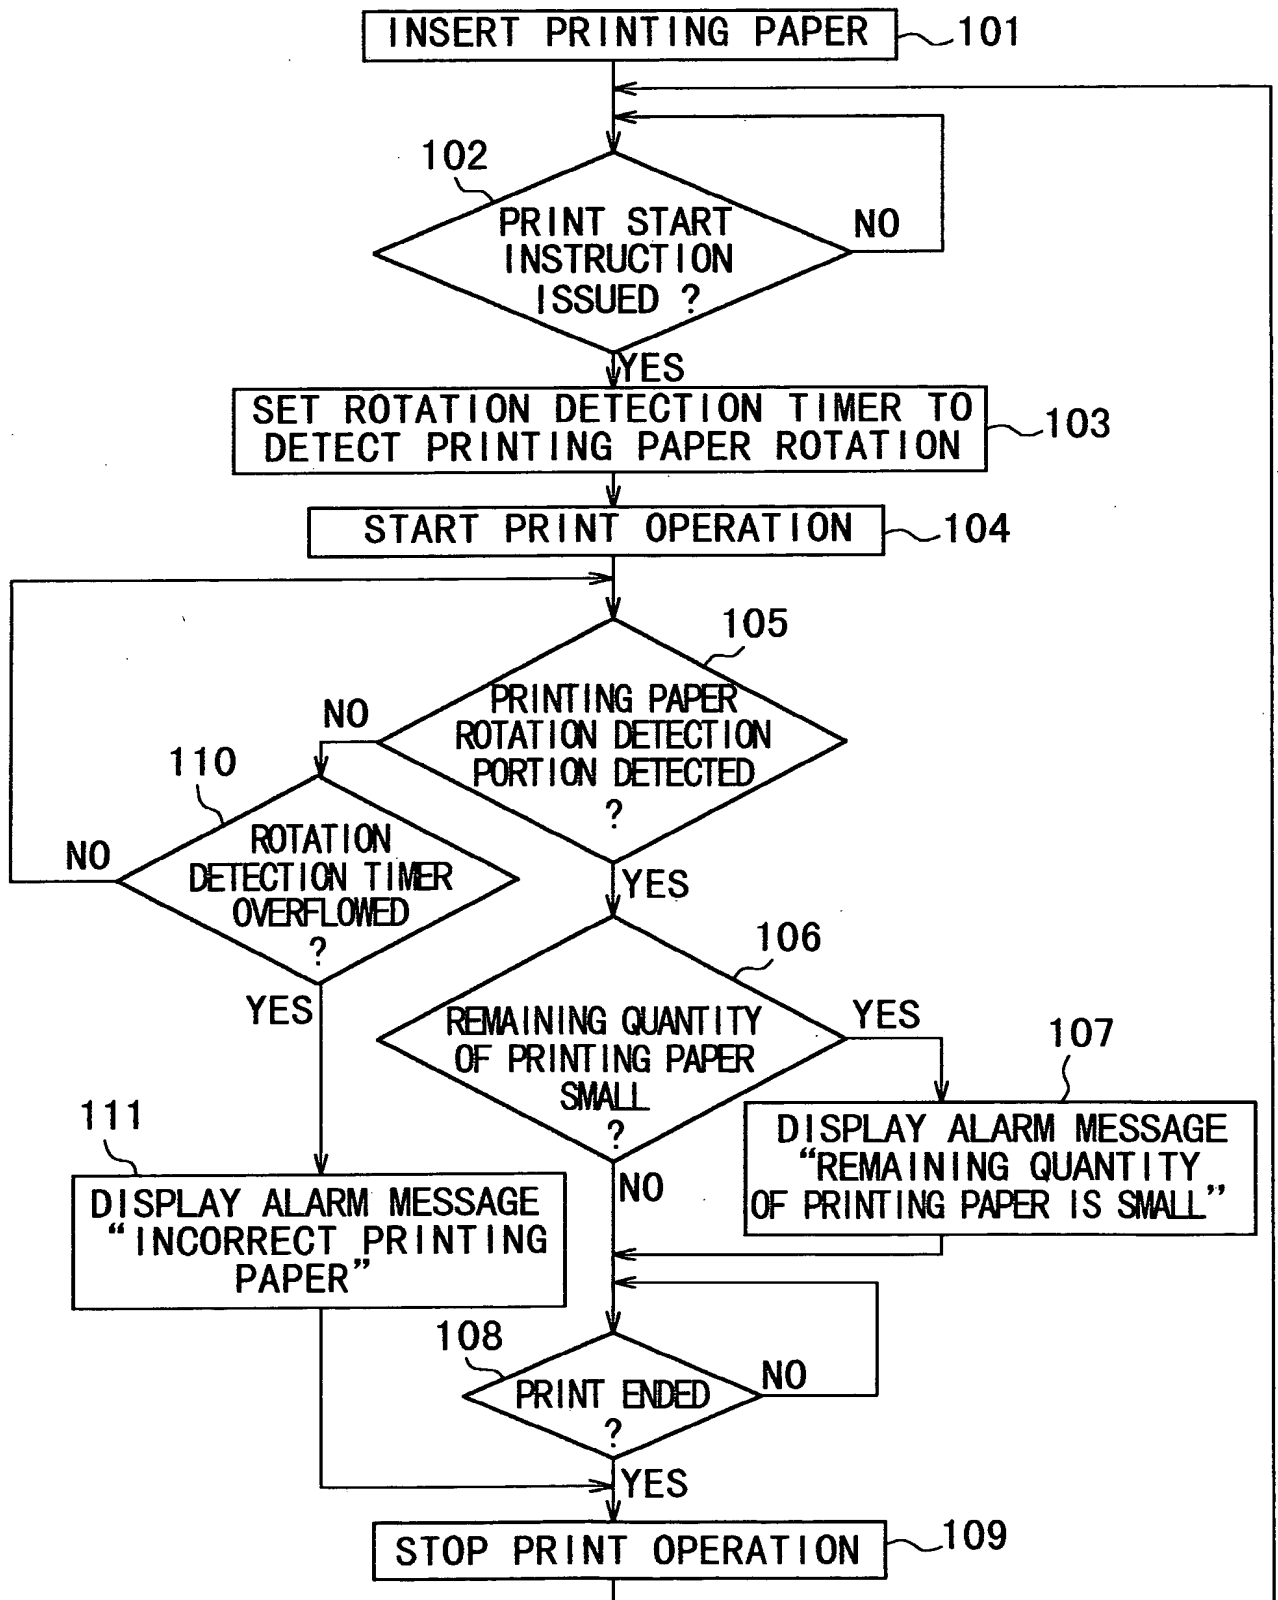 INSERT PRINTING PAPER
101
102
PRINT START
INSTRUCTION
ISSUED ?
NO
YES
SET ROTATION DETECTION TIMER TO
DETECT PRINTING PAPER ROTATION
103
START PRINT OPERATION
104
105
PRINTING PAPER
ROTATION DETECTION
PORTION DETECTED
?
NO
YES
110
ROTATION
DETECTION TIMER
OVERFLOWED
?
NO
YES
106
REMAINING QUANTITY
OF PRINTING PAPER
SMALL
?
YES
NO
107
DISPLAY ALARM MESSAGE
“REMAINING QUANTITY
OF PRINTING PAPER IS SMALL”
111
DISPLAY ALARM MESSAGE
“INCORRECT PRINTING
PAPER”
108
PRINT ENDED
?
NO
YES
STOP PRINT OPERATION
109